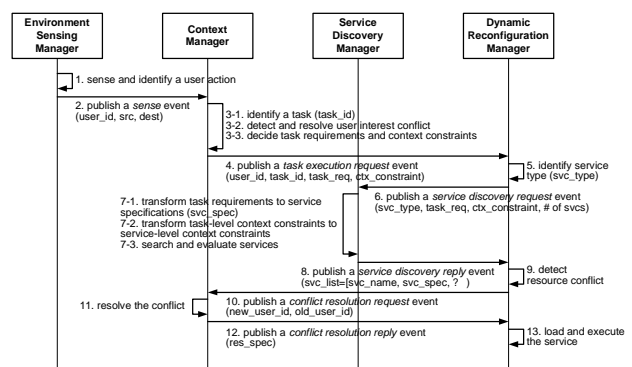 Environment
Sensing
Manager
Context
Manager
Service
Discovery
Manager
Dynamic
Reconfiguration
Manager
1. sense and identify a user action
2. publish a sense event
(user_id, src, dest)
3-1. identify a task (task_id)
3-2. detect and resolve user interest conflict
3-3. decide task requirements and context constraints
4. publish a task execution request event
(user_id, task_id, task_req, ctx_constraint)
5. identify service
type (svc_type)
6. publish a service discovery request event
(svc_type, task_req, ctx_constraint, # of svcs)
7-1. transform task requirements to service
specifications (svc_spec)
7-2. transform task-level context constraints to
service-level context constraints
7-3. search and evaluate services
8. publish a service discovery reply event
(svc_list=[svc_name, svc_spec, ? )
9. detect
resource conflict
10. publish a conflict resolution request event
(new_user_id, old_user_id)
11. resolve the conflict
12. publish a conflict resolution reply event
(res_spec)
13. load and execute
the service